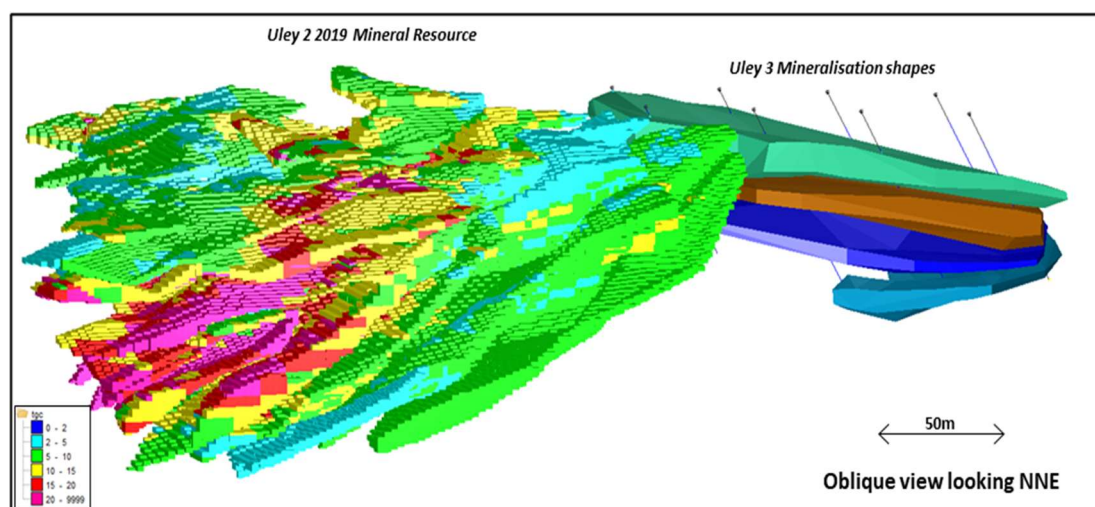 Uley 2 2019 Mineral Resource
Uley 3 Mineralisation shapes
tgc
0 - 2
2 - 5
5 - 10
10 - 15
15 - 20
20 - 9999
50m
Oblique view looking NNE